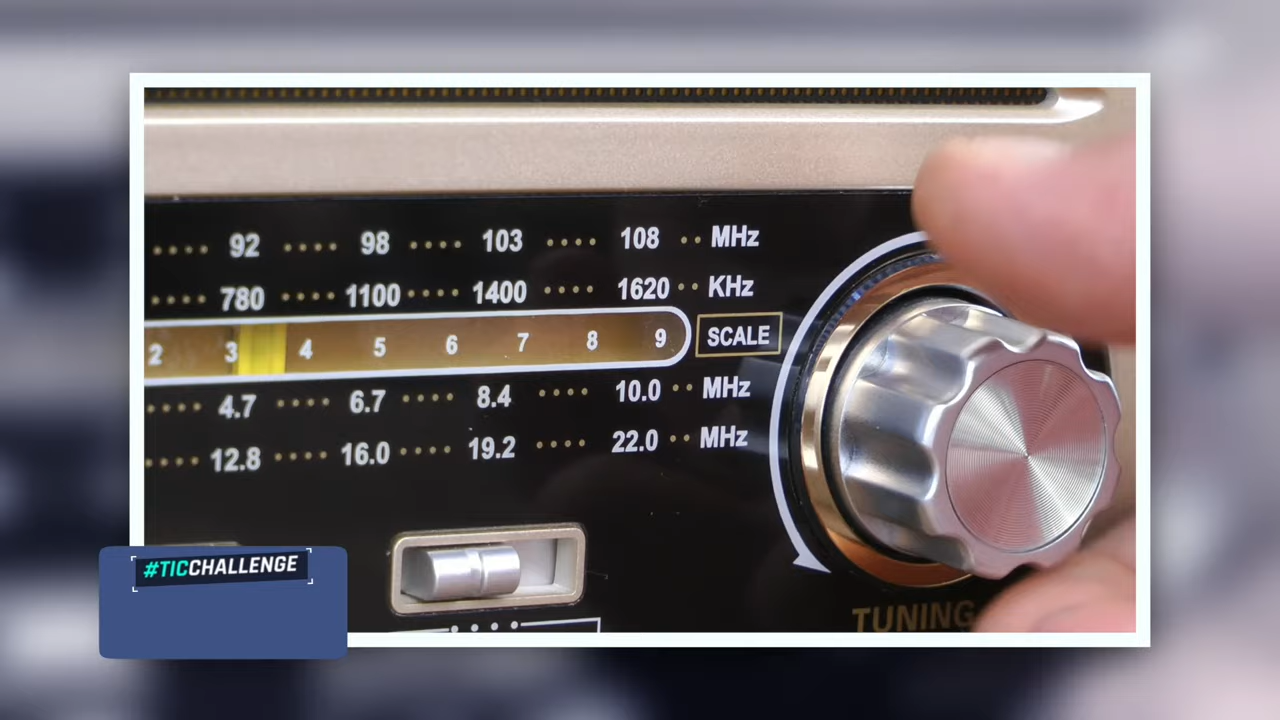 92 98 103 108 MHz
780 1100 1400 1620 KHz
2 3 4 5 6 7 8 9 SCALE
4.7 6.7 8.4 10.0 MHz
12.8 16.0 19.2 22.0 MHz
TUNING
#TICCHALLENGE